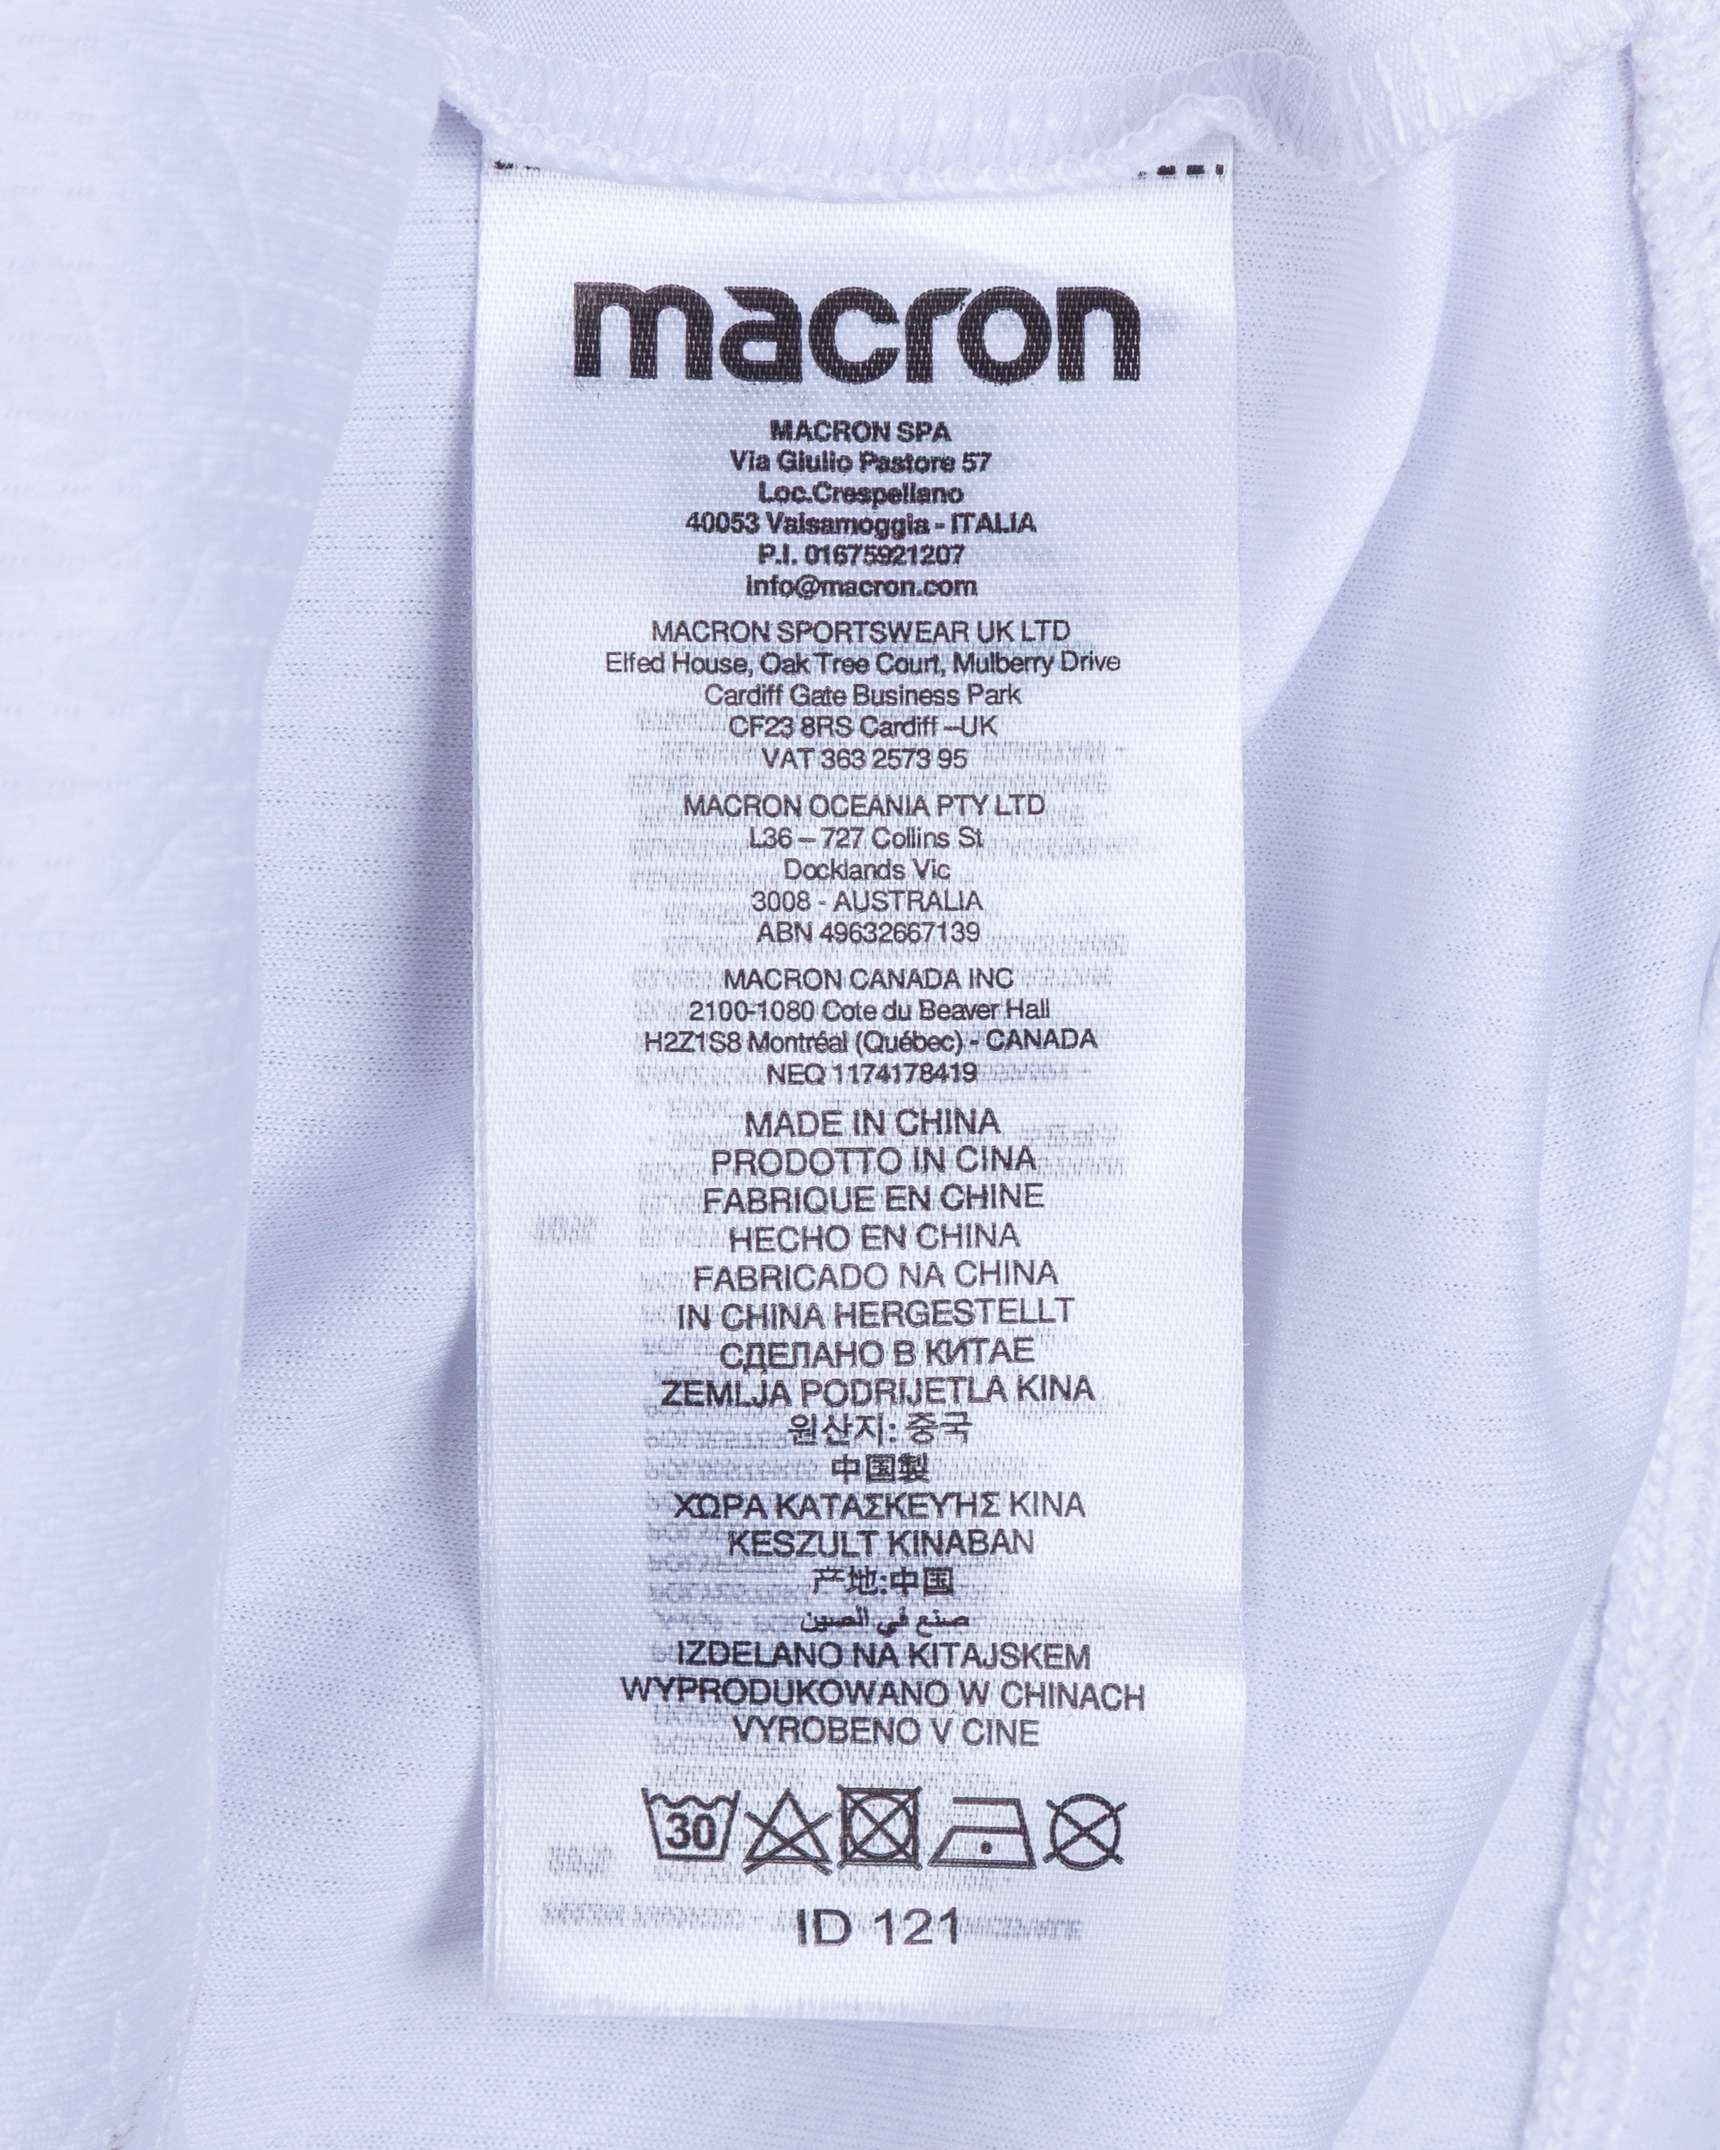 macron
MACRON SPA
Via Giulio Pastore 57
Loc.Crespellano
40053 Valsamoggia - ITALIA
P.I. 01675921207
info@macron.com
MACRON SPORTSWEAR UK LTD
Elfed House, Oak Tree Court, Mulberry Drive
Cardiff Gate Business Park
CF23 8RS Cardiff –UK
VAT 363 2573 95
MACRON OCEANIA PTY LTD
L36 – 727 Collins St
Docklands Vic
3008 - AUSTRALIA
ABN 49632667139
MACRON CANADA INC
2100-1080 Cote du Beaver Hall
H2Z1S8 Montréal (Québec) - CANADA
NEQ 1174178419
MADE IN CHINA
PRODOTTO IN CINA
FABRIQUE EN CHINE
HECHO EN CHINA
FABRICADO NA CHINA
IN CHINA HERGESTELLT
СДЕЛАНО В КИТАЕ
ZEMLJA PODRIJETLA KINA
원산지: 중국
中国製
ΧΩΡΑ ΚΑΤΑΣΚΕΥΉΣ ΚΙΝΑ
KESZULT KINABAN
产地:中国
صنع في الصين
IZDELANO NA KITAJSKEM
WYPRODUKOWANO W CHINACH
VYROBENO V CINE
30
ID 121